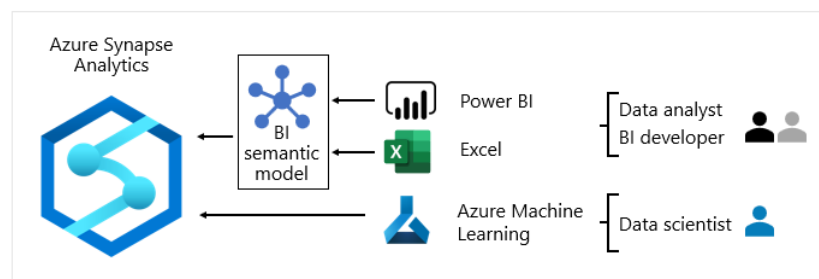 Azure Synapse
Analytics
BI
semantic
model
Power BI
Excel
X
Data analyst
BI developer
Azure Machine
Learning
Data scientist